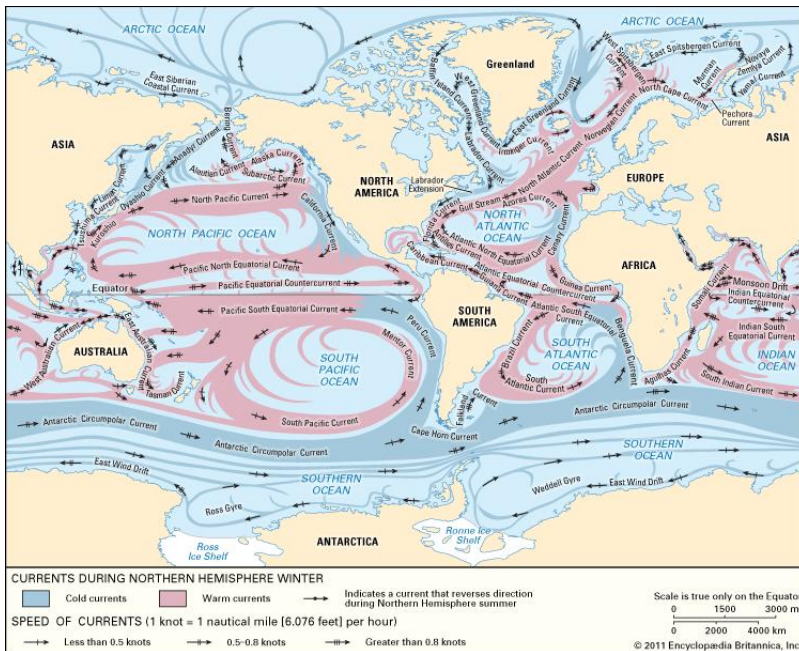 ARCTIC OCEAN
ARCTIC OCEAN
Greenland
West Spitsbergen Current
East Spitsbergen Current
Novaya Zemlya Current
Murman Current
Yamal Current
North Cape Current
Pechora Current
Norwegian Current
East Siberian Coastal Current
Bering Current
Anadyr Current
Baffin Island Current
West Greenland Current
East Greenland Current
Irminger Current
Labrador Current
Labrador Extension
ASIA
ASIA
EUROPE
NORTH AMERICA
Liman Current
Oyashio Current
Tsushima Current
Kuroshio
Aleutian Current
Alaska Current
Subarctic Current
North Pacific Current
California Current
NORTH PACIFIC OCEAN
North Atlantic Current
Gulf Stream
Azores Current
Florida Current
NORTH ATLANTIC OCEAN
Canary Current
Antilles Current
Atlantic North Equatorial Current
Caribbean Current
Guiana Current
Atlantic Equatorial Countercurrent
Guinea Current
AFRICA
Somali Current
Monsoon Drift
Indian Equatorial Countercurrent
Pacific North Equatorial Current
Equator
Pacific Equatorial Countercurrent
Pacific South Equatorial Current
SOUTH AMERICA
Atlantic South Equatorial Current
Indian South Equatorial Current
INDIAN OCEAN
AUSTRALIA
West Australian Current
East Australian Current
Tasman Current
SOUTH PACIFIC OCEAN
Mentor Current
Peru Current
Brazil Current
SOUTH ATLANTIC OCEAN
South Atlantic Current
Benguela Current
Agulhas Current
South Indian Current
South Pacific Current
Falkland Current
Cape Horn Current
Antarctic Circumpolar Current
Antarctic Circumpolar Current
Antarctic Circumpolar Current
SOUTHERN OCEAN
SOUTHERN OCEAN
East Wind Drift
East Wind Drift
Ross Gyre
Weddell Gyre
Ross Ice Shelf
Ronne Ice Shelf
ANTARCTICA
CURRENTS DURING NORTHERN HEMISPHERE WINTER
Cold currents
Warm currents
Indicates a current that reverses direction
during Northern Hemisphere summer
SPEED OF CURRENTS (1 knot = 1 nautical mile [6.076 feet] per hour)
Less than 0.5 knots
0.5-0.8 knots
Greater than 0.8 knots
Scale is true only on the Equato
0 1500 3000 m
0 2000 4000 km
© 2011 Encyclopædia Britannica, Inc